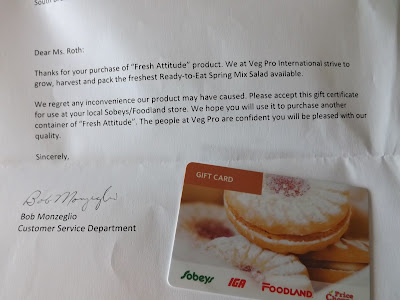 Dear Ms. Roth:
Thanks for your purchase of "Fresh Attitude" product. We at Veg Pro International strive to
grow, harvest and pack the freshest Ready-to-Eat Spring Mix Salad available.
We regret any inconvenience our product may have caused. Please accept this gift certificate
for use at your local Sobeys/Foodland store. We hope you will use it to purchase another
container of "Fresh Attitude". The people at Veg Pro are confident you will be pleased with our
quality.
Sincerely,
Bob Monzeglio
Bob Monzeglio
Customer Service Department
GIFT CARD
Sobeys IGA FOODLAND Price